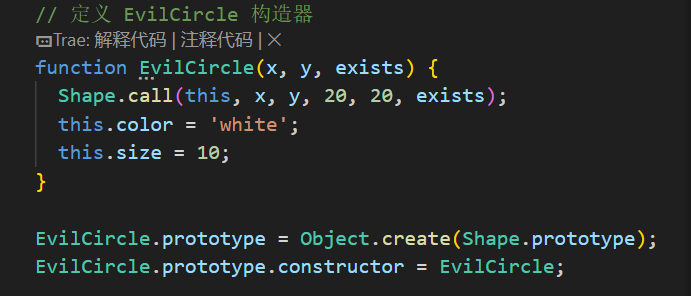 // 定义 EvilCircle 构造器
Trae: 解释代码 | 注释代码 | ×
function EvilCircle(x, y, exists) {
  Shape.call(this, x, y, 20, 20, exists);
  this.color = 'white';
  this.size = 10;
}

EvilCircle.prototype = Object.create(Shape.prototype);
EvilCircle.prototype.constructor = EvilCircle;